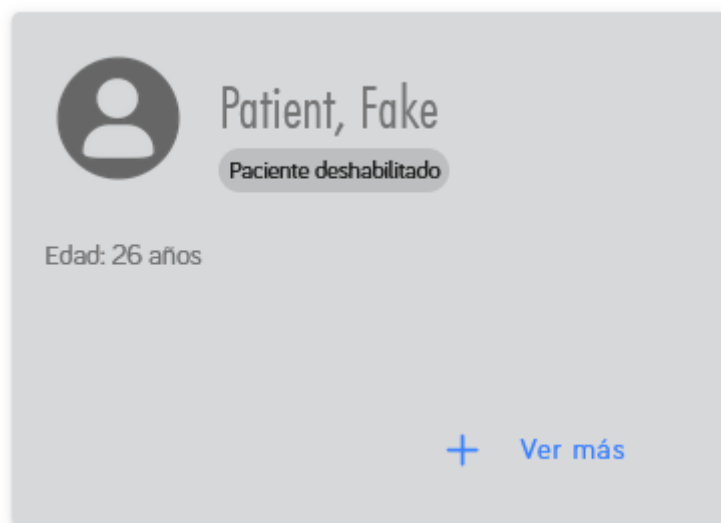 Patient, Fake
Paciente deshabilitado
Edad: 26 años
+ Ver más